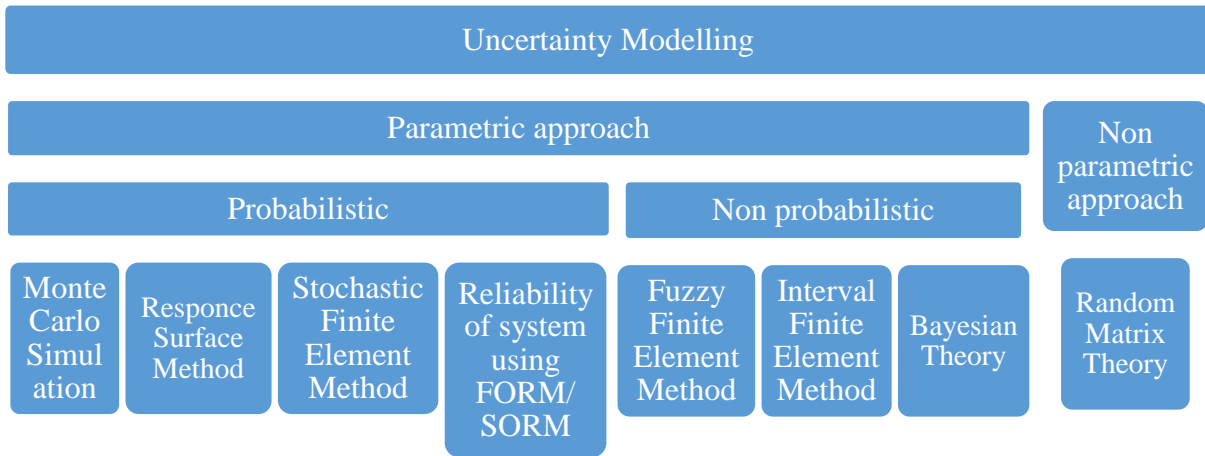 Uncertainty Modelling
Parametric approach
Non
parametric
approach
Probabilistic
Non probabilistic
Monte
Carlo
Simul
ation
Responce
Surface
Method
Stochastic
Finite
Element
Method
Reliability
of system
using
FORM/
SORM
Fuzzy
Finite
Element
Method
Interval
Finite
Element
Method
Bayesian
Theory
Random
Matrix
Theory